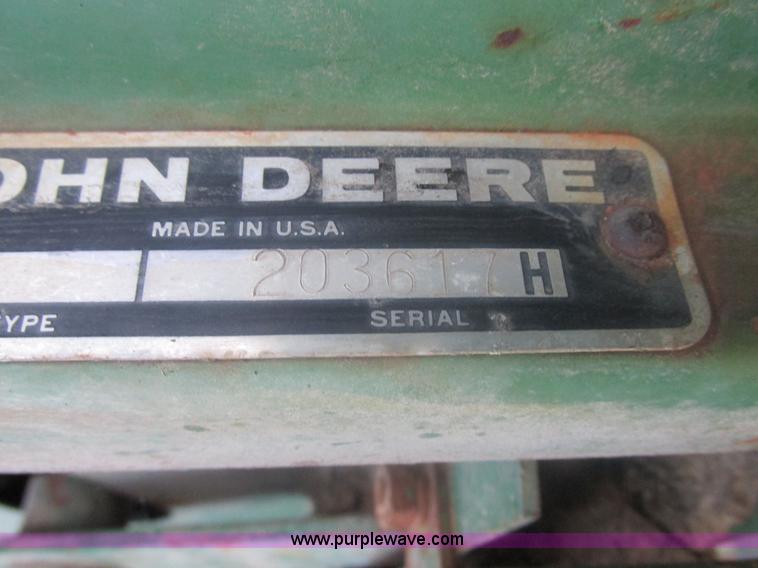 OHN DEERE
MADE IN U.S.A.
203617H
YPE SERIAL
www.purplewave.com